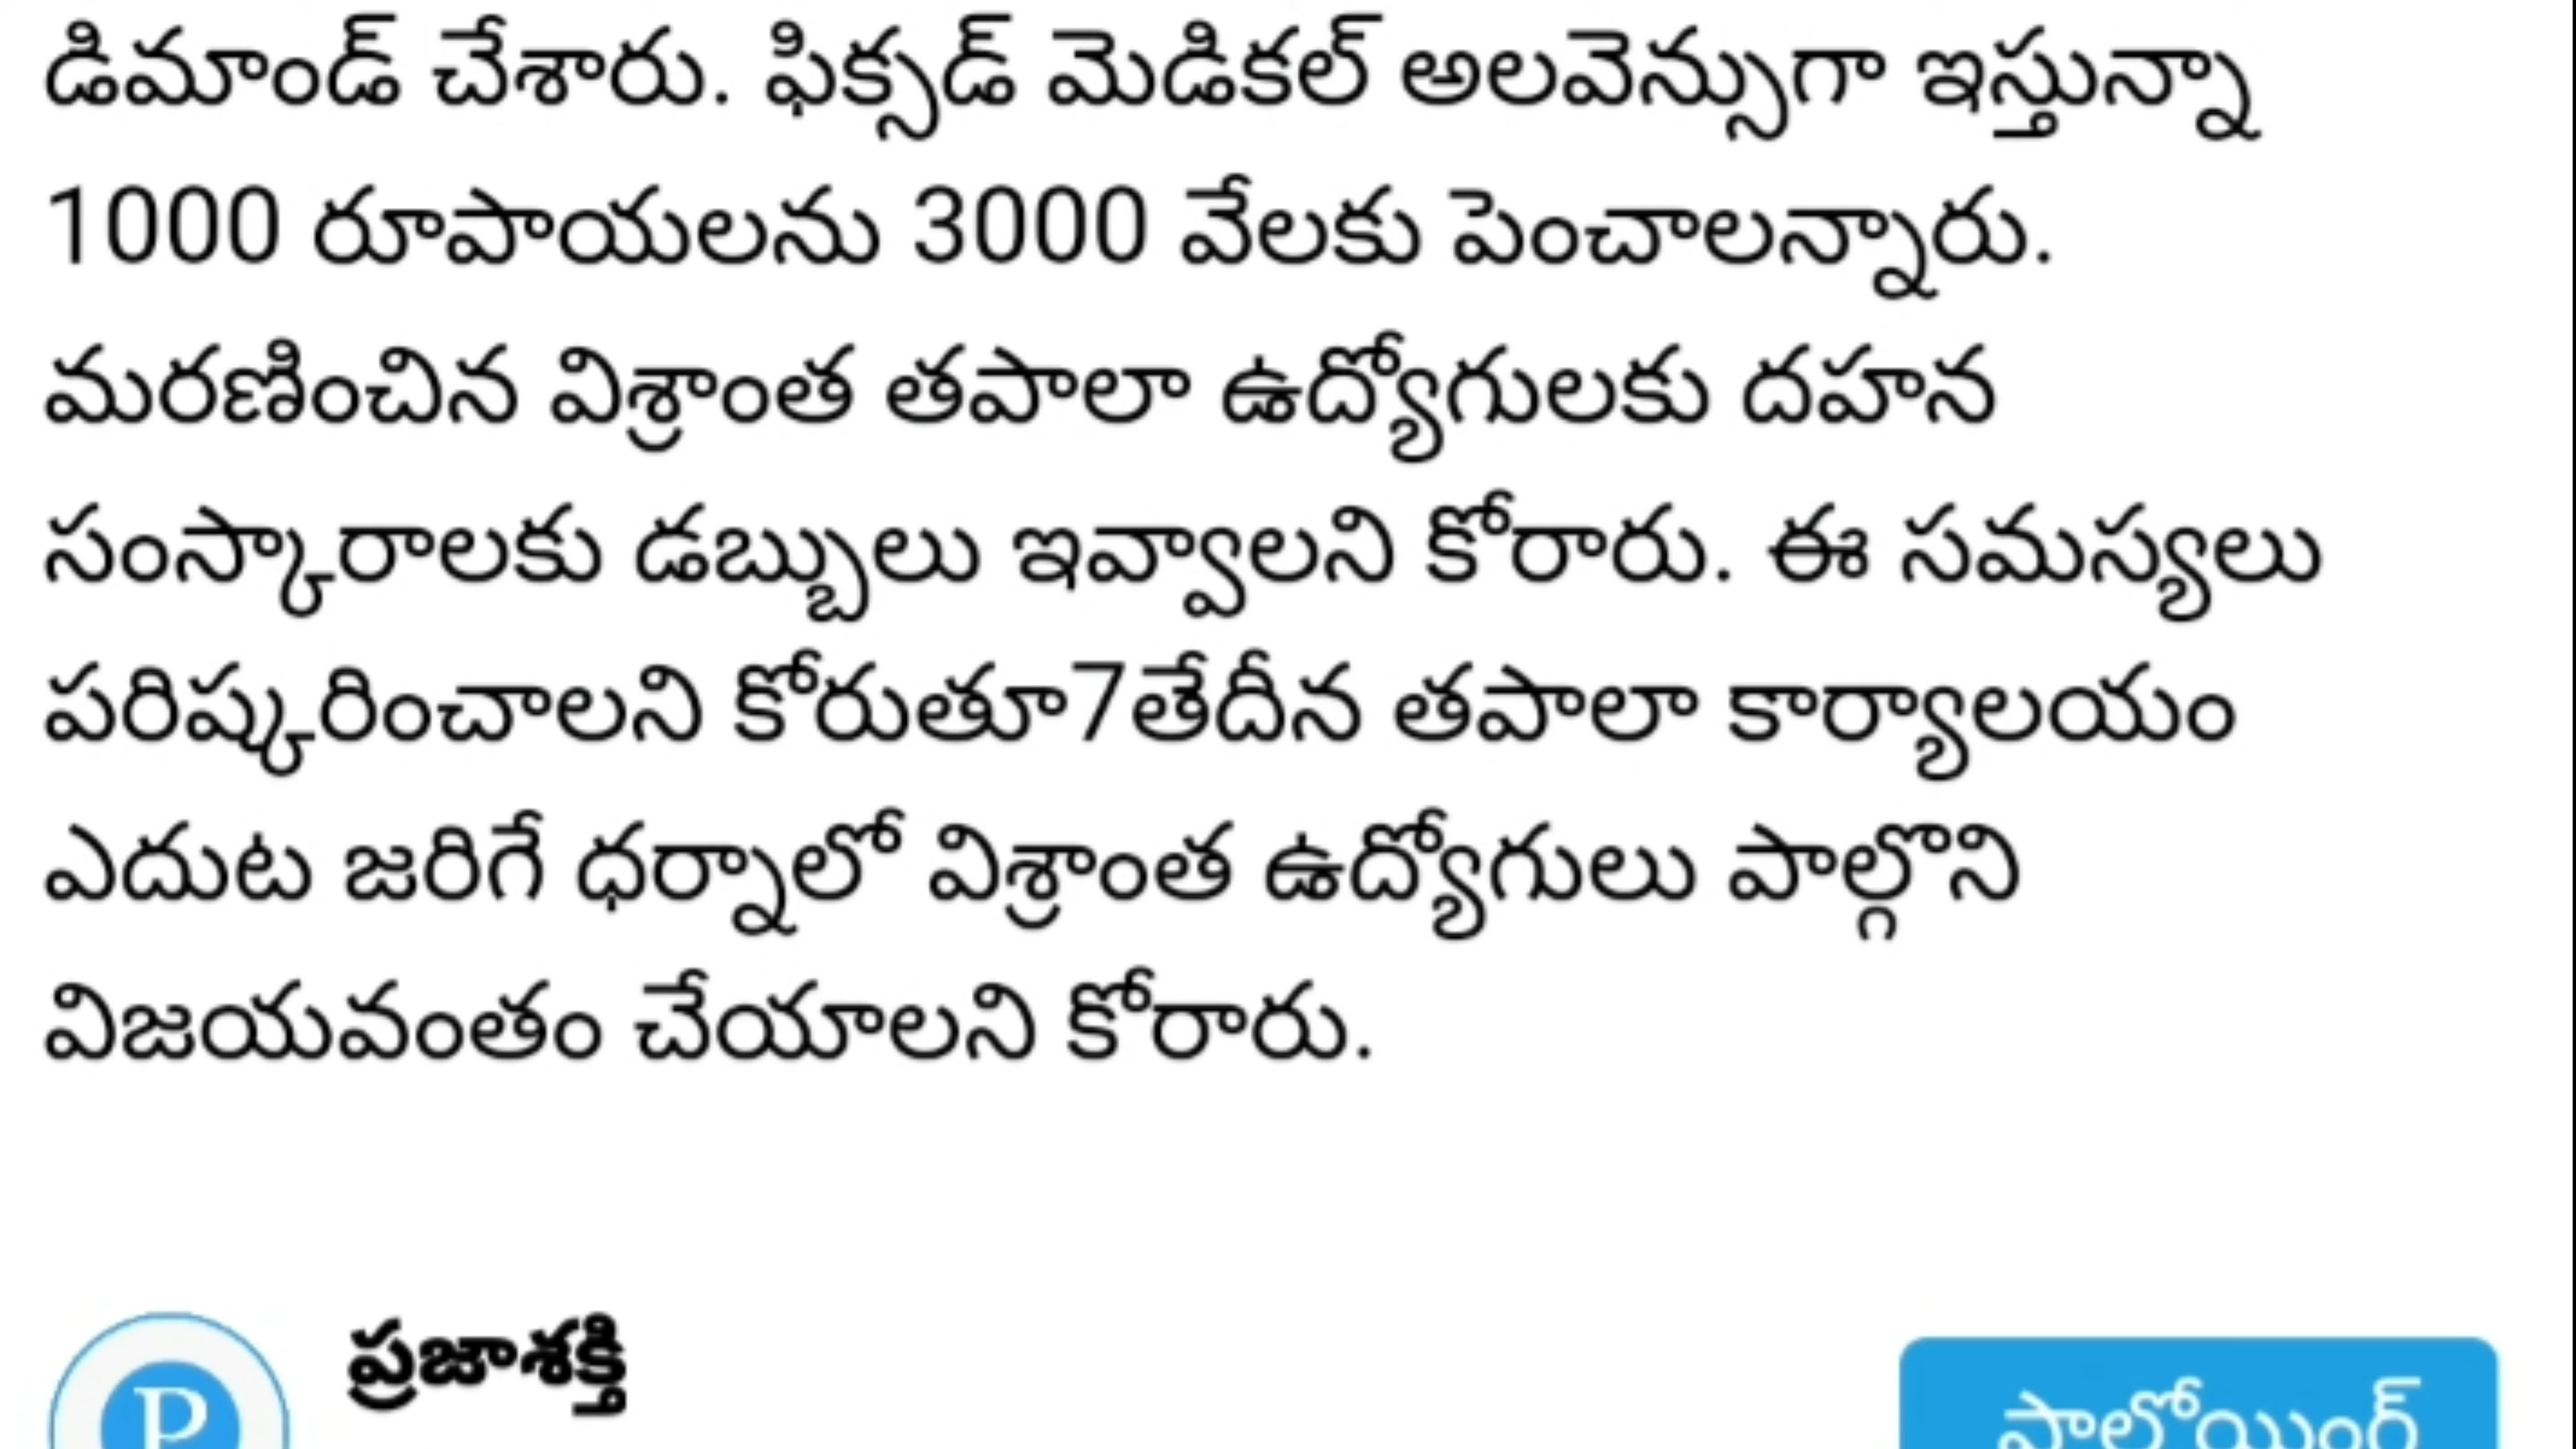 డిమాండ్ చేశారు. ఫిక్సడ్ మెడికల్ అలవెన్సుగా ఇస్తున్నా
1000 రూపాయలను 3000 వేలకు పెంచాలన్నారు.
మరణించిన విశ్రాంత తపాలా ఉద్యోగులకు దహన
సంస్కారాలకు డబ్బులు ఇవ్వాలని కోరారు. ఈ సమస్యలు
పరిష్కరించాలని కోరుతూ7తేదీన తపాలా కార్యాలయం
ఎదుట జరిగే ధర్నాలో విశ్రాంత ఉద్యోగులు పాల్గొని
విజయవంతం చేయాలని కోరారు.
P ప్రజాశక్తి ఫాలోయింగ్